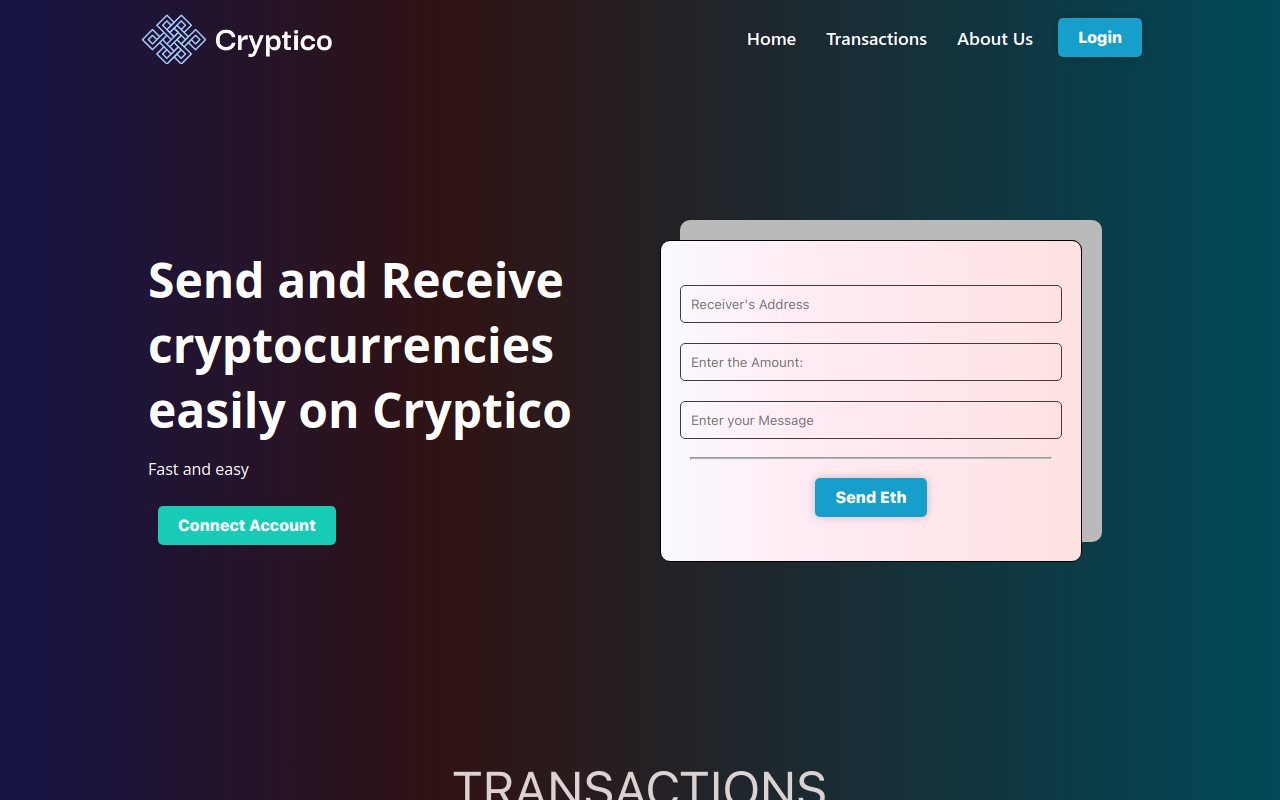 Cryptico
Home
Transactions
About Us
Login
Send and Receive
cryptocurrencies
easily on Cryptico
Fast and easy
Connect Account
Receiver's Address
Enter the Amount:
Enter your Message
Send Eth
TRANSACTIONS